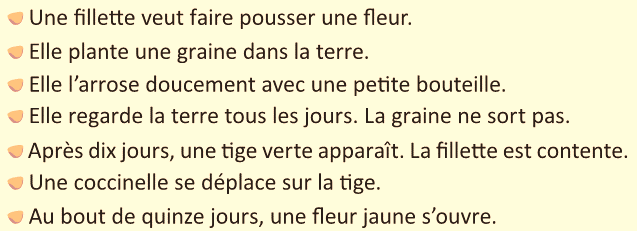 Une fillette veut faire pousser une fleur.
Elle plante une graine dans la terre.
Elle l’arrose doucement avec une petite bouteille.
Elle regarde la terre tous les jours. La graine ne sort pas.
Après dix jours, une tige verte apparaît. La fillette est contente.
Une coccinelle se déplace sur la tige.
Au bout de quinze jours, une fleur jaune s’ouvre.